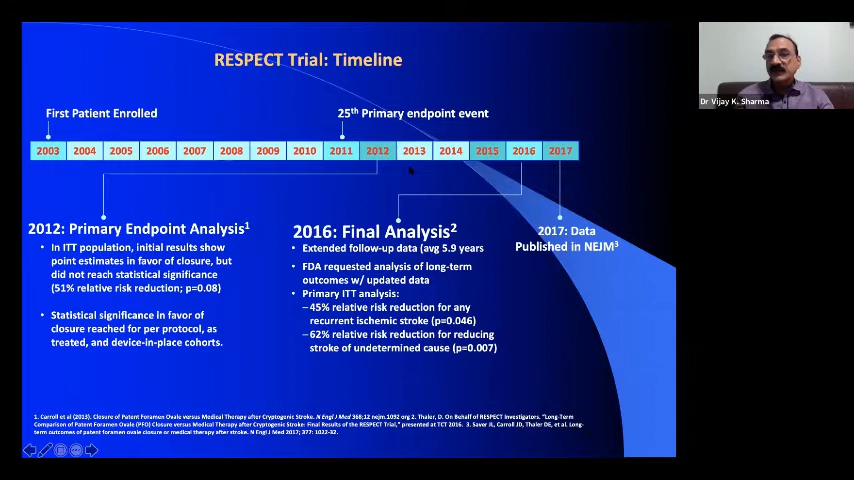 RESPECT Trial: Timeline
Dr Vijay K. Sharma
First Patient Enrolled
25th Primary endpoint event
2003 2004 2005 2006 2007 2008 2009 2010 2011 2012 2013 2014 2015 2016 2017
2012: Primary Endpoint Analysis1
• In ITT population, initial results show
point estimates in favor of closure, but
did not reach statistical significance
(51% relative risk reduction; p=0.08)
• Statistical significance in favor of
closure reached for per protocol, as
treated, and device-in-place cohorts.
2016: Final Analysis2
• Extended follow-up data (avg 5.9 years
• FDA requested analysis of long-term
outcomes w/ updated data
• Primary ITT analysis:
–45% relative risk reduction for any
recurrent ischemic stroke (p=0.046)
–62% relative risk reduction for reducing
stroke of undetermined cause (p=0.007)
2017: Data
Published in NEJM3
1. Carroll et al (2013). Closure of Patent Foramen Ovale versus Medical Therapy after Cryptogenic Stroke. N Engl J Med 368;12 nejm.1092 org 2. Thaler, D. On Behalf of RESPECT Investigators. "Long-Term
Comparison of Patent Foramen Ovale (PFO) Closure versus Medical Therapy after Cryptogenic Stroke: Final Results of the RESPECT Trial," presented at TCT 2016. 3. Saver JL, Carroll JD, Thaler DE, et al. Long-
term outcomes of patent foramen ovale closure or medical therapy after stroke. N Engl J Med 2017; 377: 1022-32.